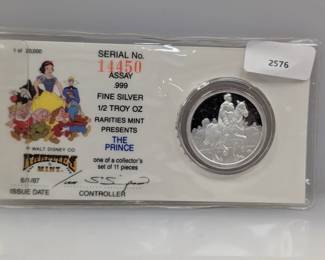 1 of 20,000
SERIAL No.
14450
ASSAY
.999
FINE SILVER
1/2 TROY OZ
RARITIES MINT
PRESENTS
THE
PRINCE
one of a collector's
set of 11 pieces
© WALT DISNEY CO
RARITIES
MINT
ISSUE DATE
CONTROLLER
2576